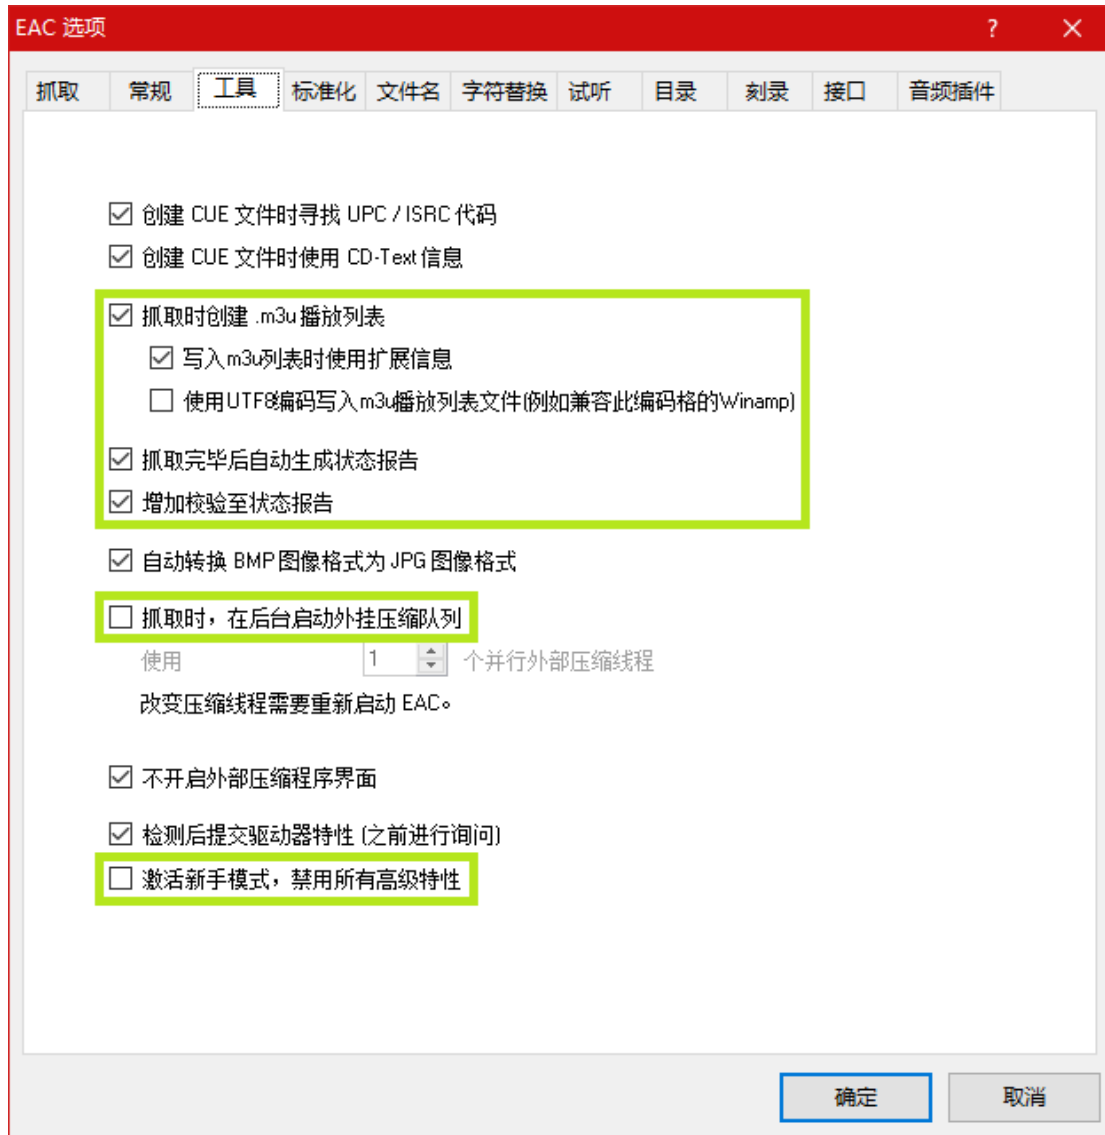 EAC 选项
抓取 常规 工具 标准化 文件名 字符替换 试听 目录 刻录 接口 音频插件
创建 CUE 文件时寻找 UPC / ISRC 代码
创建 CUE 文件时使用 CD-Text 信息
抓取时创建 .m3u 播放列表
写入m3u列表时使用扩展信息
使用UTF8编码写入m3u播放列表文件(例如兼容此编码格的Winamp)
抓取完毕后自动生成状态报告
增加校验至状态报告
自动转换 BMP 图像格式为 JPG 图像格式
抓取时，在后台启动外挂压缩队列
使用 1 个并行外部压缩线程
改变压缩线程需要重新启动 EAC。
不开启外部压缩程序界面
检测后提交驱动器特性 (之前进行询问)
激活新手模式，禁用所有高级特性
确定 取消